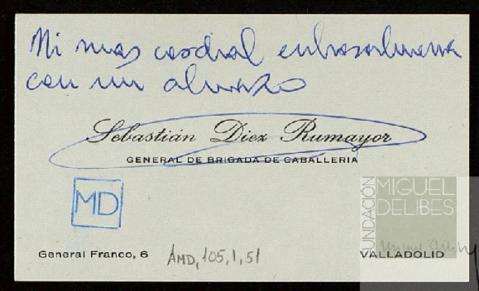 Mi mas cordial enhorabuena
con un abrazo
Sebastián Diez Rumayor
GENERAL DE BRIGADA DE CABALLERIA
MD
FUNDACIÓN
MIGUEL
DELIBES
General Franco, 6
AMD, 105, 1, 51
VALLADOLID